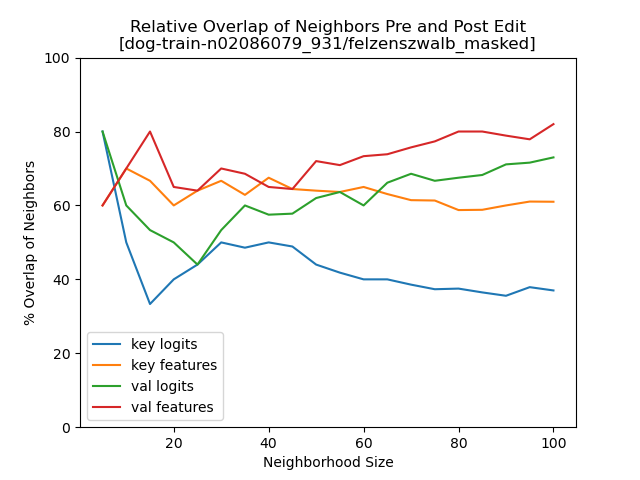 Relative Overlap of Neighbors Pre and Post Edit
[dog-train-n02086079_931/felzenszwalb_masked]
100
80
60
40
20
0
% Overlap of Neighbors
key logits
key features
val logits
val features
20
40
60
80
100
Neighborhood Size